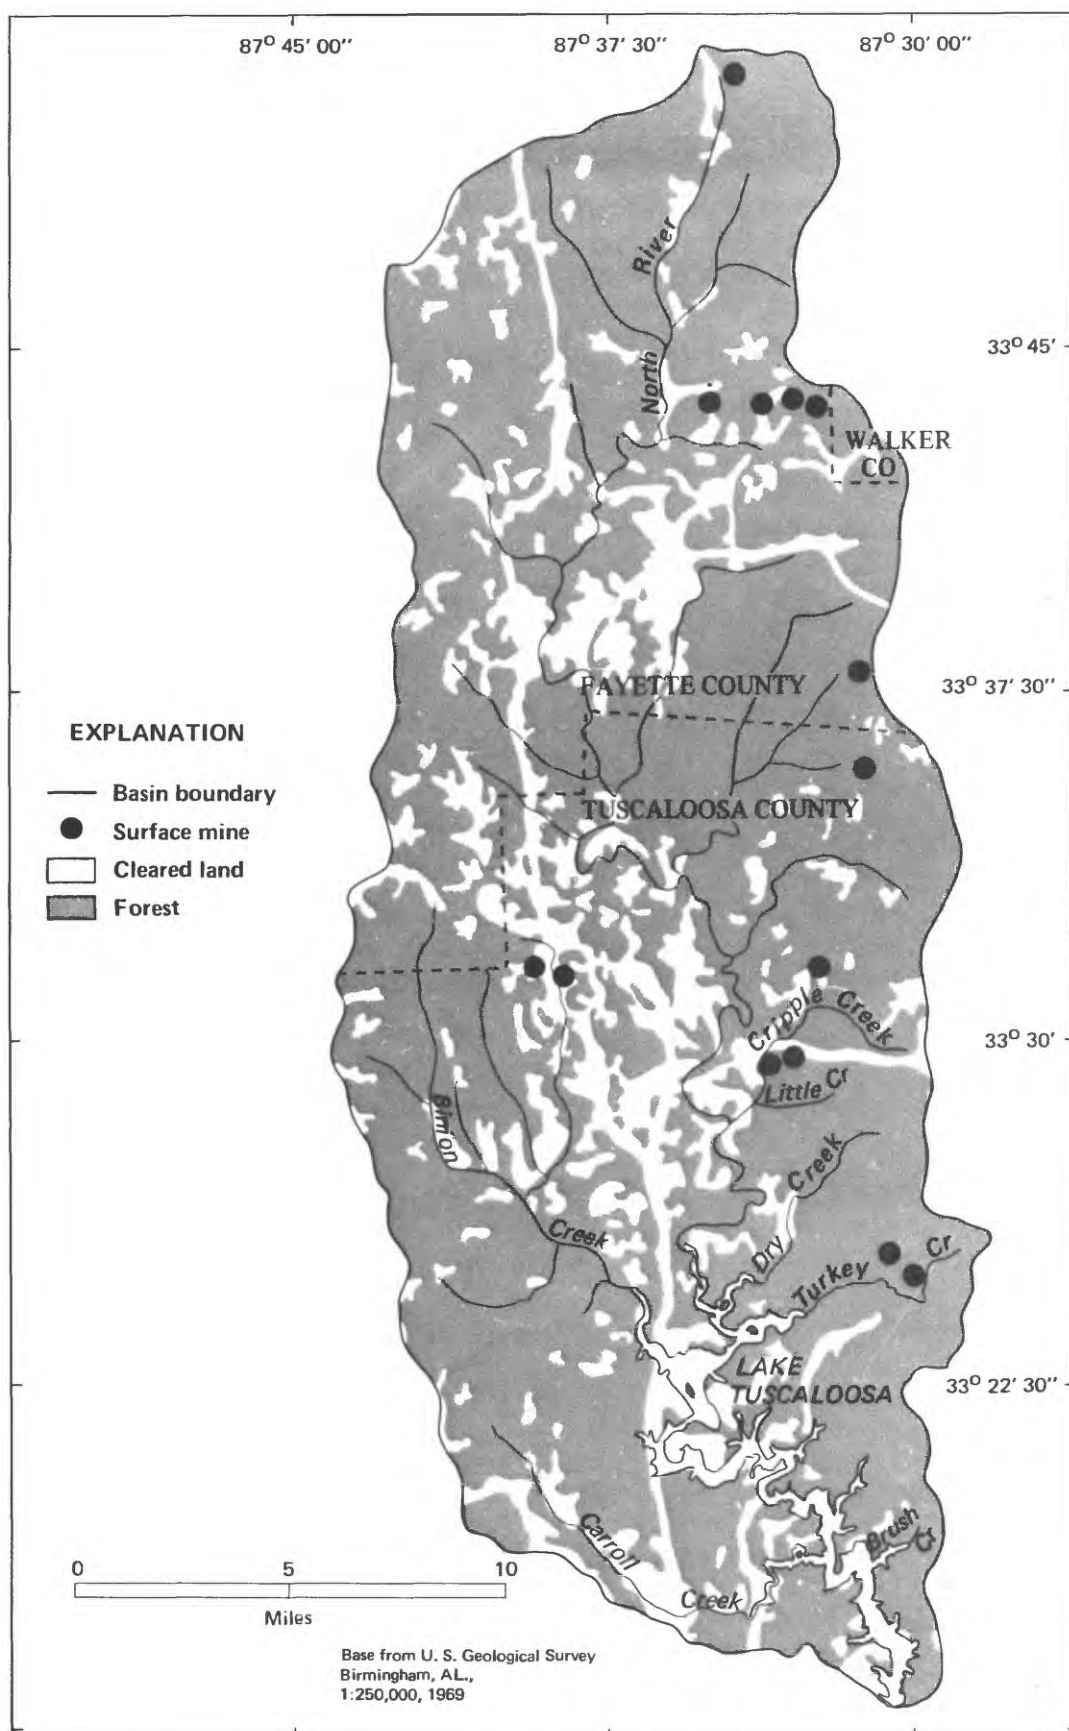 87° 45' 00"
87° 37' 30"
87° 30' 00"
River
North
33° 45'
WALKER
CO
FAYETTE COUNTY
33° 37' 30"
EXPLANATION
Basin boundary
Surface mine
Cleared land
Forest
TUSCALOOSA COUNTY
Cripple Creek
33° 30'
Little Cr
Binion
Creek
Dry Creek
Turkey Cr
LAKE
TUSCALOOSA
33° 22' 30"
Carroll
Creek
Brush
Cr
0 5 10
Miles
Base from U. S. Geological Survey
Birmingham, AL.,
1:250,000, 1969